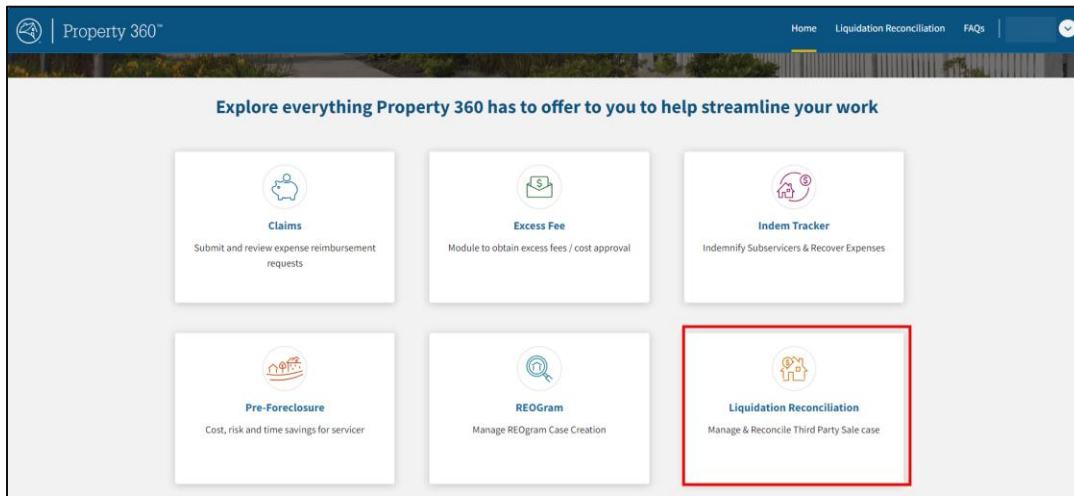 Property 360™
Home Liquidation Reconciliation FAQs
Explore everything Property 360 has to offer to you to help streamline your work
Claims
Submit and review expense reimbursement
requests
Excess Fee
Module to obtain excess fees / cost approval
Indem Tracker
Indemnify Subservicers & Recover Expenses
Pre-Foreclosure
Cost, risk and time savings for servicer
REOGram
Manage REOgram Case Creation
Liquidation Reconciliation
Manage & Reconcile Third Party Sale case